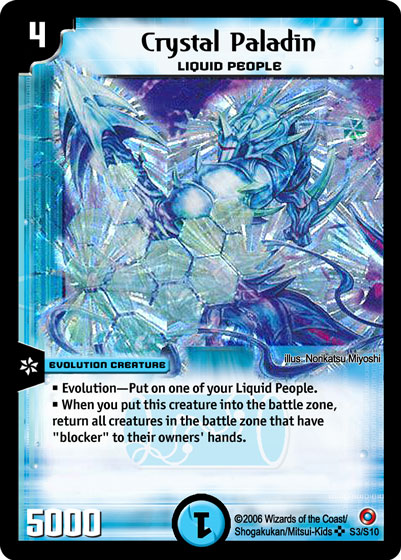 4
Crystal Paladin
LIQUID PEOPLE
illus. Norikatsu Miyoshi
EVOLUTION CREATURE
▪ Evolution—Put on one of your Liquid People.
▪ When you put this creature into the battle zone,
return all creatures in the battle zone that have
"blocker" to their owners' hands.
5000
1
©2006 Wizards of the Coast/
Shogakukan/Mitsui-Kids S3/S10